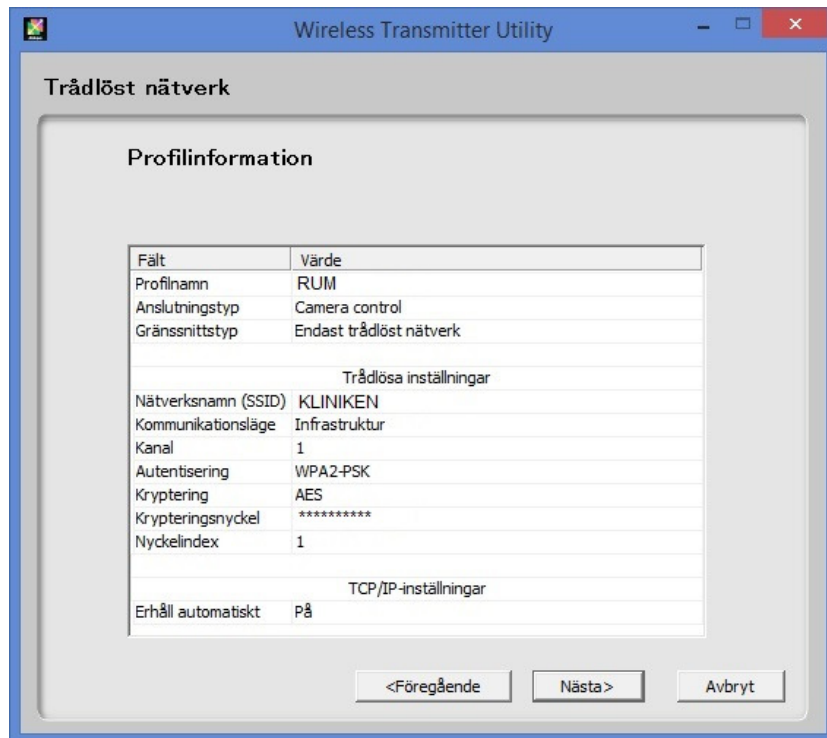 Wireless Transmitter Utility
Trådlöst nätverk
Profilinformation
Fält Värde
Profilnamn RUM
Anslutningstyp Camera control
Gränssnittstyp Endast trådlöst nätverk
Trådlösa inställningar
Nätverksnamn (SSID) KLINIKEN
Kommunikationsläge Infrastruktur
Kanal 1
Autentisering WPA2-PSK
Kryptering AES
Krypteringsnyckel **********
Nyckelindex 1
TCP/IP-inställningar
Erhåll automatiskt På
<Föregående Nästa> Avbryt